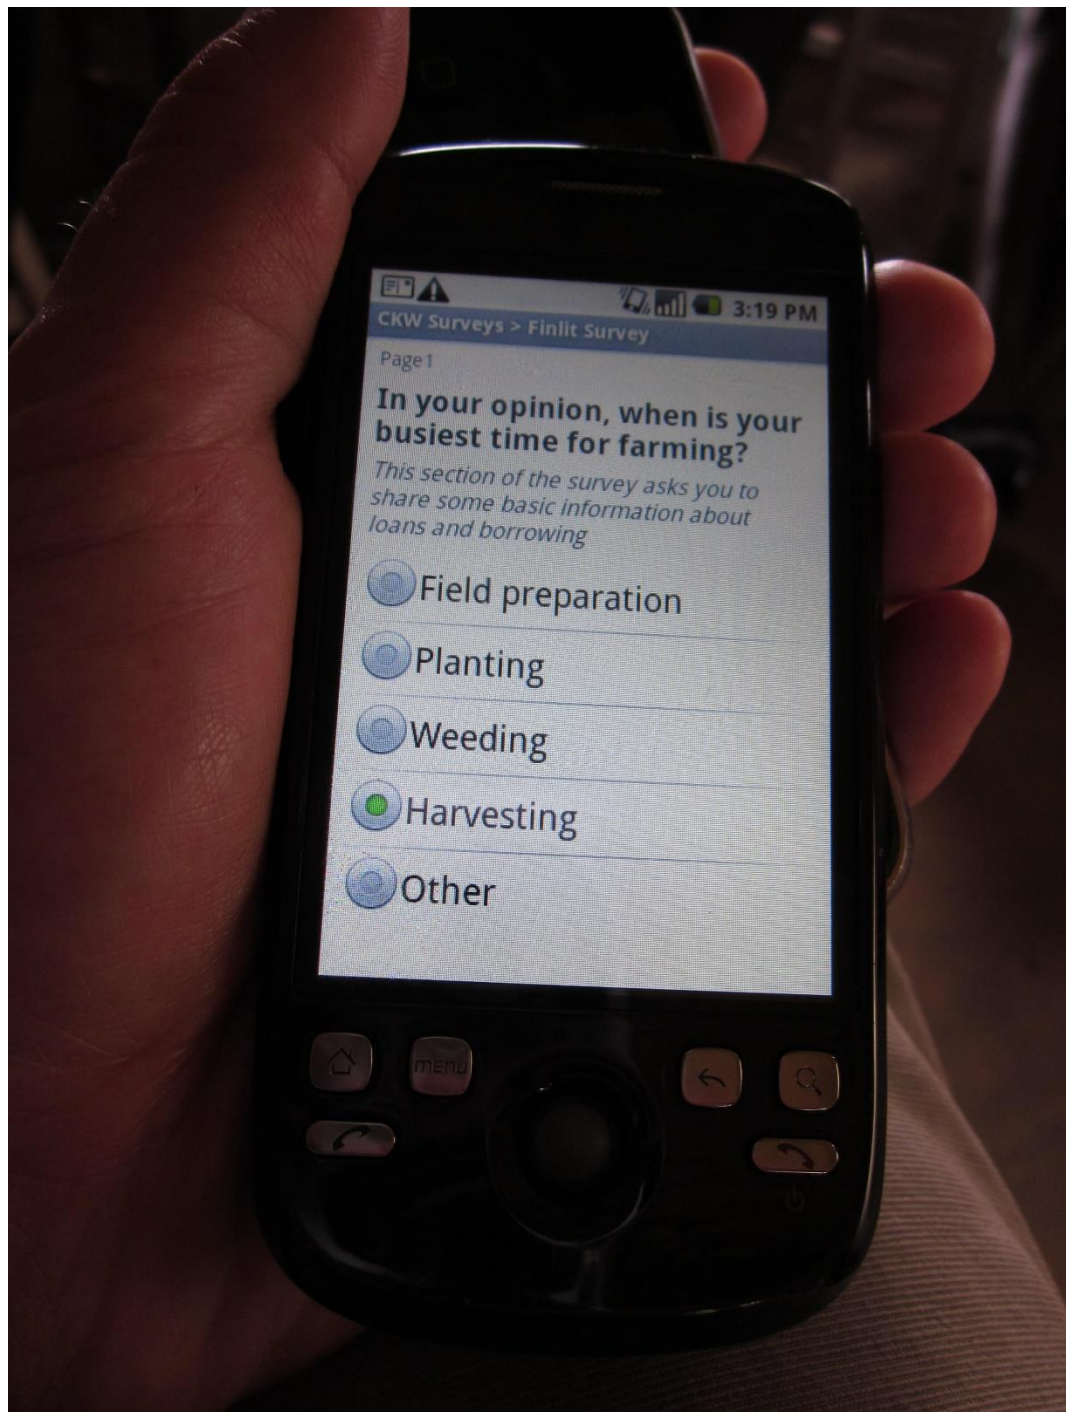 3:19 PM
CKW Surveys > Finlit Survey
Page1
In your opinion, when is your
busiest time for farming?
This section of the survey asks you to
share some basic information about
loans and borrowing
Field preparation
Planting
Weeding
Harvesting
Other
menu